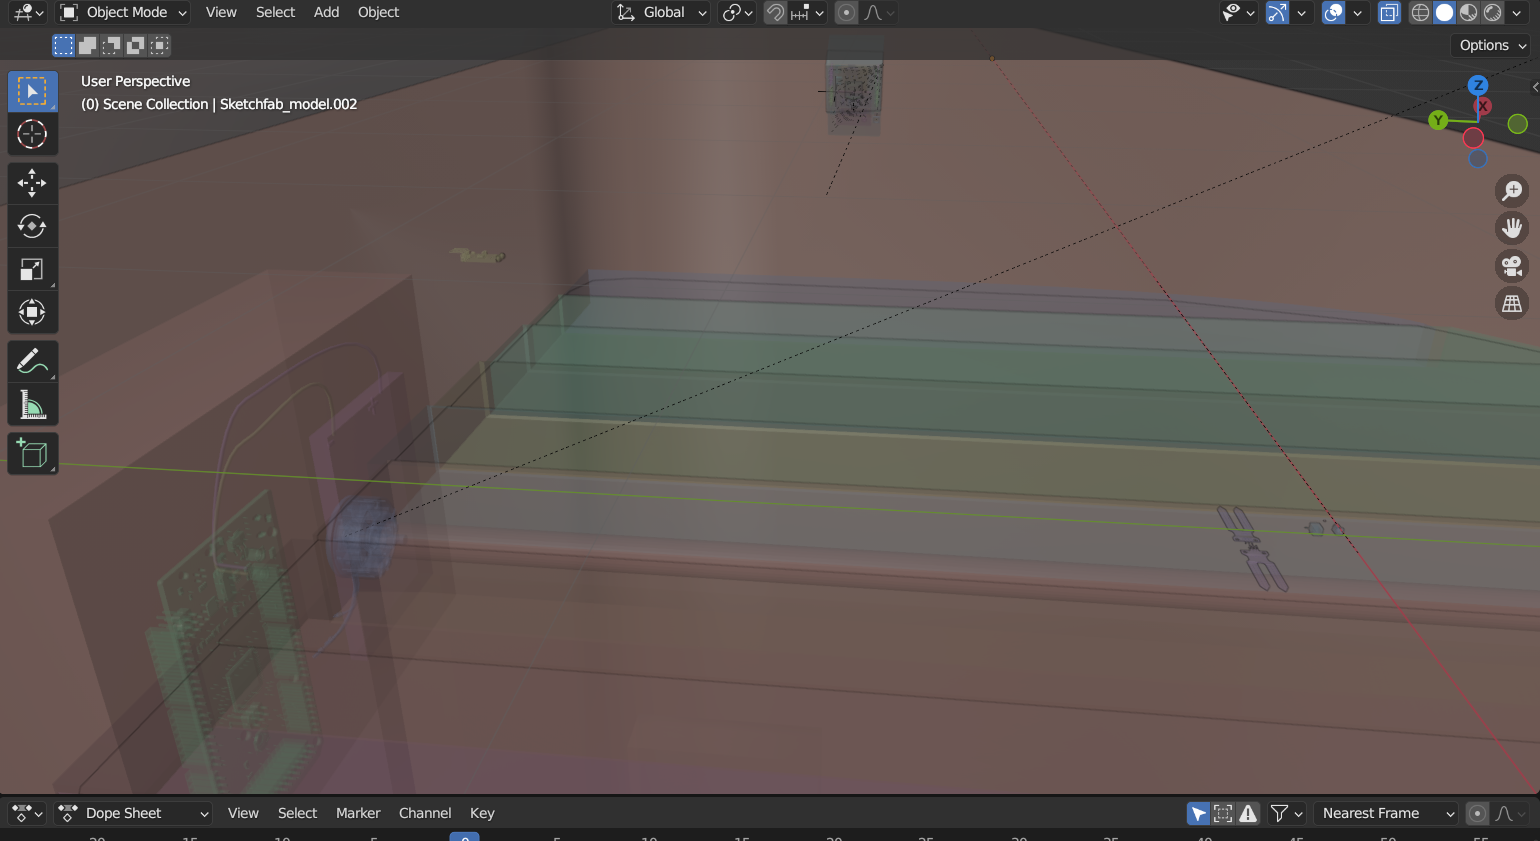 Object Mode View Select Add Object Global
Options
User Perspective
(0) Scene Collection | Sketchfab_model.002
Z
X
Y
Dope Sheet View Select Marker Channel Key Nearest Frame
0